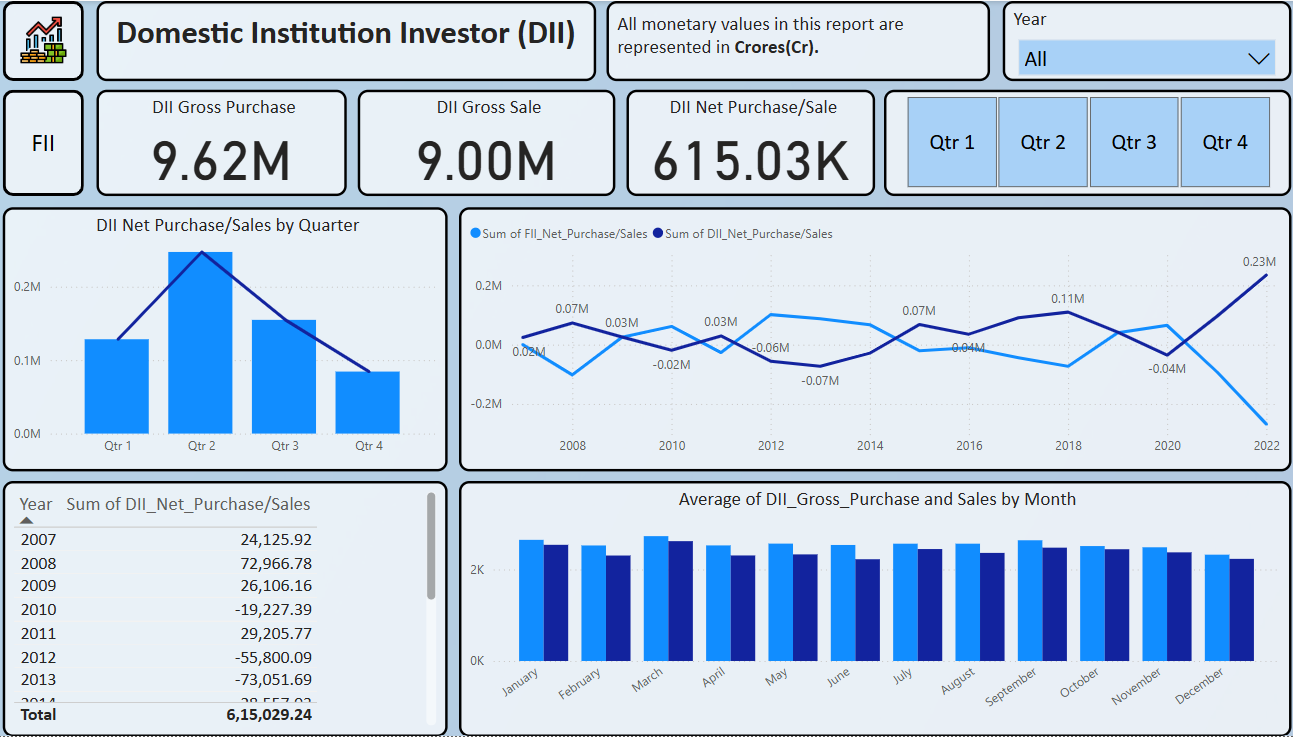 Domestic Institution Investor (DII)
All monetary values in this report are
represented in Crores(Cr).
Year
All
FII
DII Gross Purchase
9.62M
DII Gross Sale
9.00M
DII Net Purchase/Sale
615.03K
Qtr 1
Qtr 2
Qtr 3
Qtr 4
DII Net Purchase/Sales by Quarter
0.2M
0.1M
0.0M
Qtr 1
Qtr 2
Qtr 3
Qtr 4
Sum of FII_Net_Purchase/Sales
Sum of DII_Net_Purchase/Sales
0.2M
0.0M
-0.2M
0.02M
0.07M
0.03M
-0.02M
0.03M
-0.06M
-0.07M
0.07M
0.04M
0.11M
-0.04M
0.23M
2008
2010
2012
2014
2016
2018
2020
2022
Year Sum of DII_Net_Purchase/Sales
2007 24,125.92
2008 72,966.78
2009 26,106.16
2010 -19,227.39
2011 29,205.77
2012 -55,800.09
2013 -73,051.69
Total 6,15,029.24
Average of DII_Gross_Purchase and Sales by Month
2K
0K
January
February
March
April
May
June
July
August
September
October
November
December